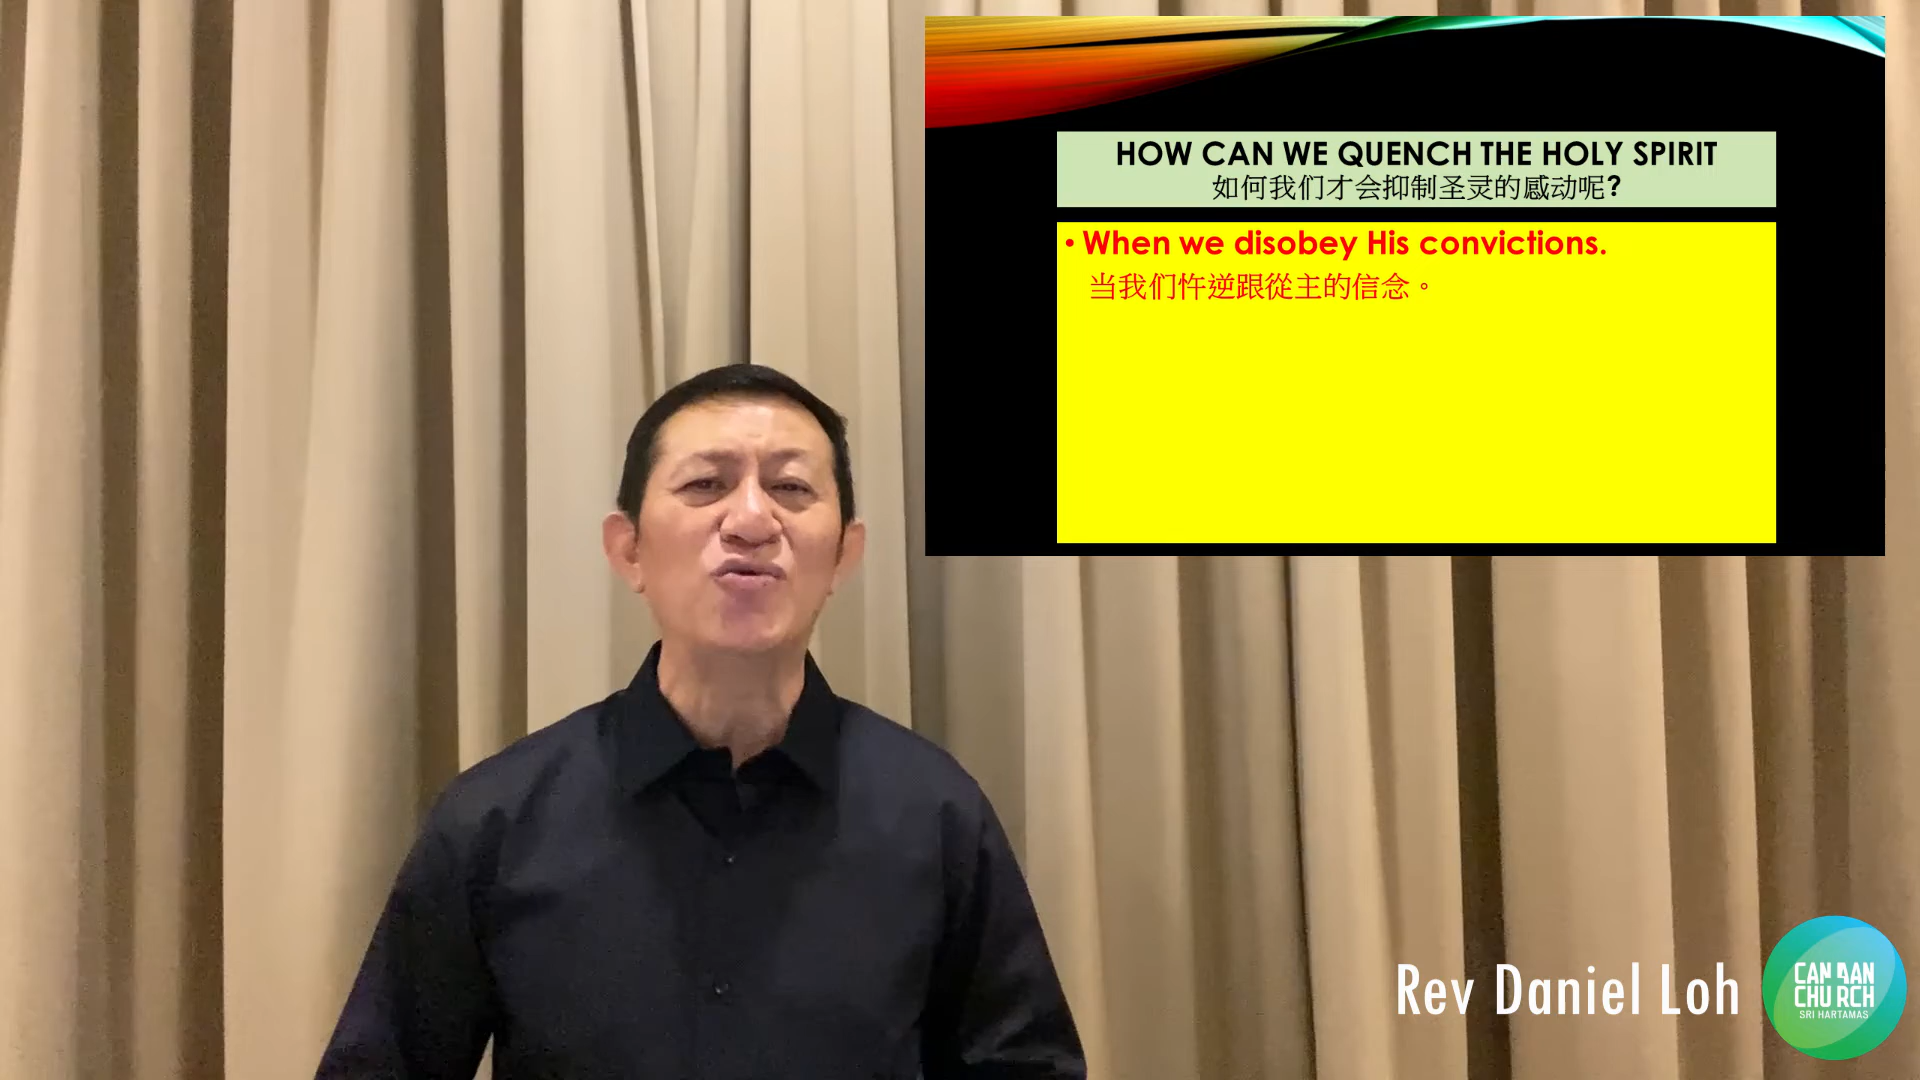 HOW CAN WE QUENCH THE HOLY SPIRIT
如何我们才会抑制圣灵的感动呢?
• When we disobey His convictions.
当我们忤逆跟從主的信念。
Rev Daniel Loh
CANAAN
CHURCH
SRI HARTAMAS